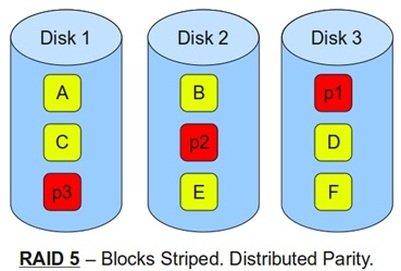 Disk 1 Disk 2 Disk 3
A B p1
C p2 D
p3 E F
RAID 5 – Blocks Striped. Distributed Parity.